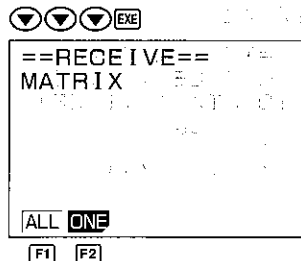 EXE
==RECEIVE==
MATRIX
ALL ONE
F1 F2